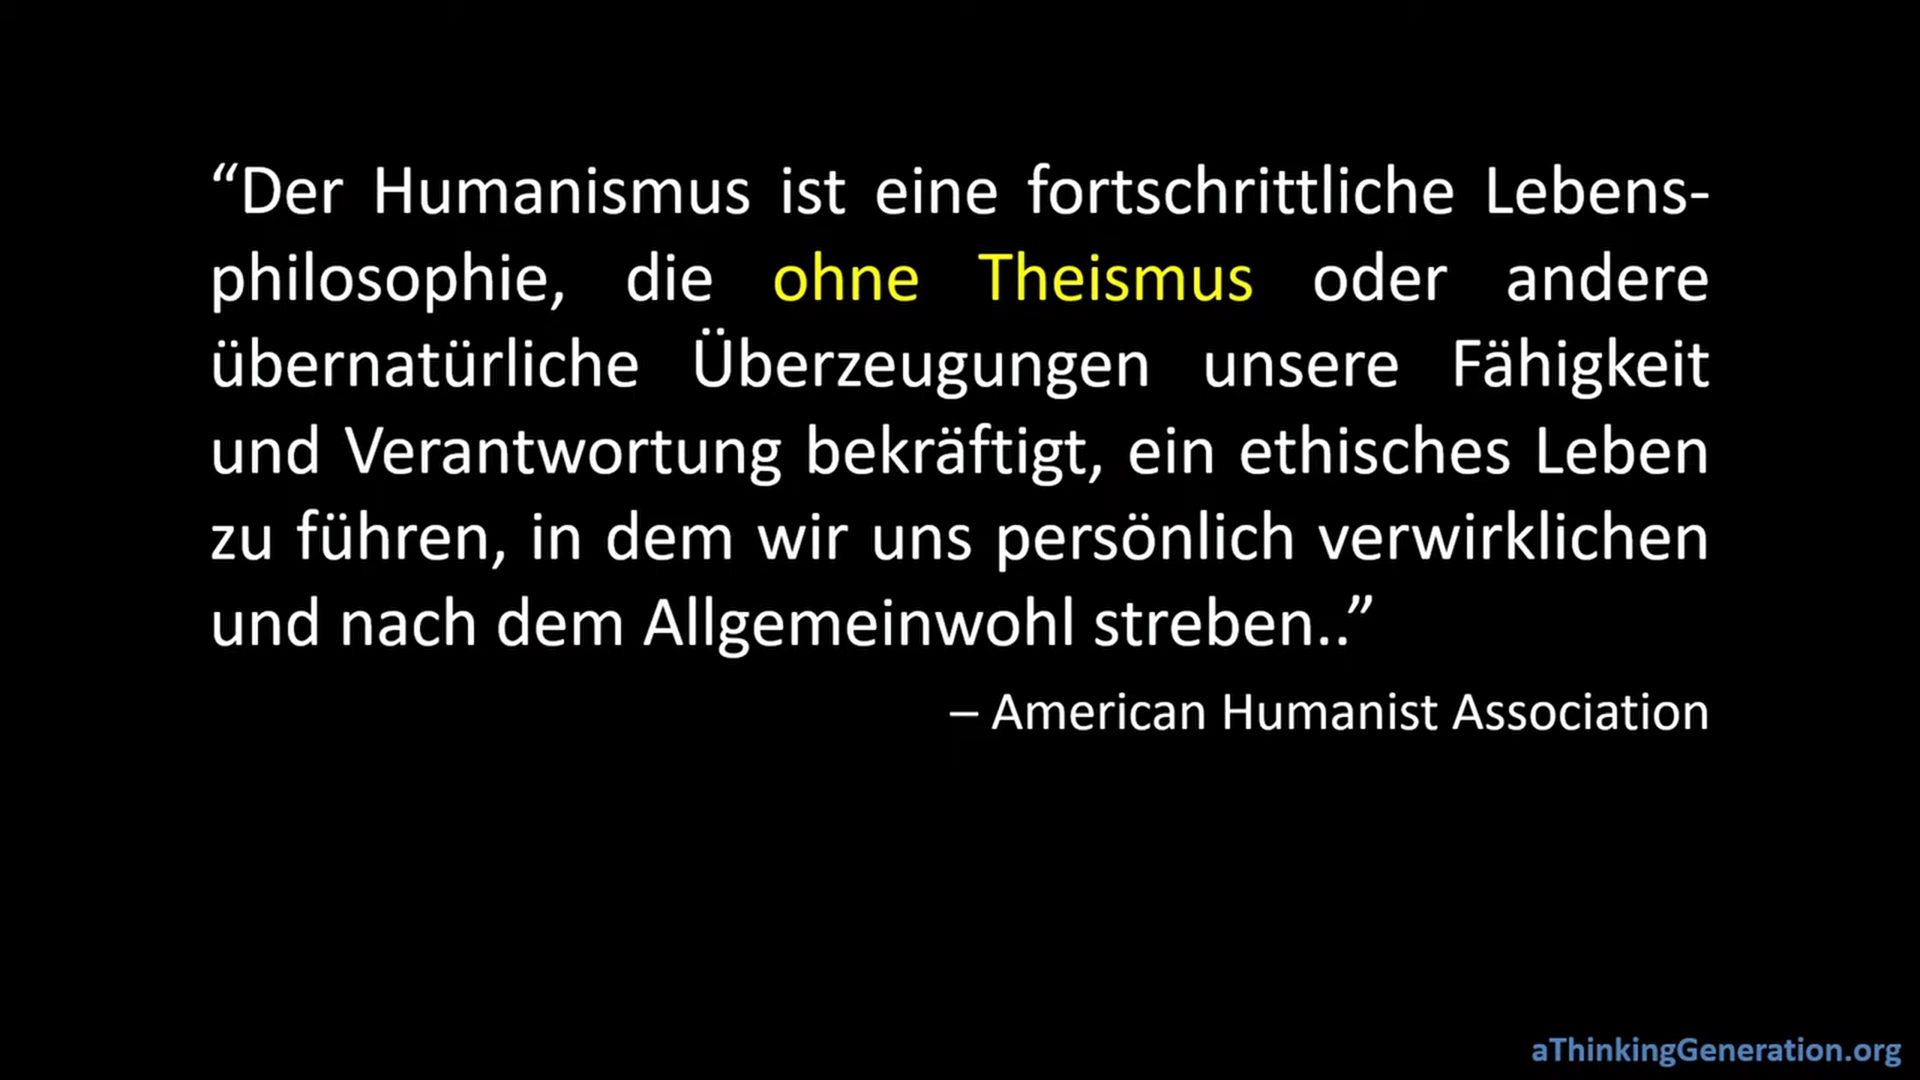 “Der Humanismus ist eine fortschrittliche Lebens-
philosophie, die ohne Theismus oder andere
übernatürliche Überzeugungen unsere Fähigkeit
und Verantwortung bekräftigt, ein ethisches Leben
zu führen, in dem wir uns persönlich verwirklichen
und nach dem Allgemeinwohl streben..”
– American Humanist Association
aThinkingGeneration.org